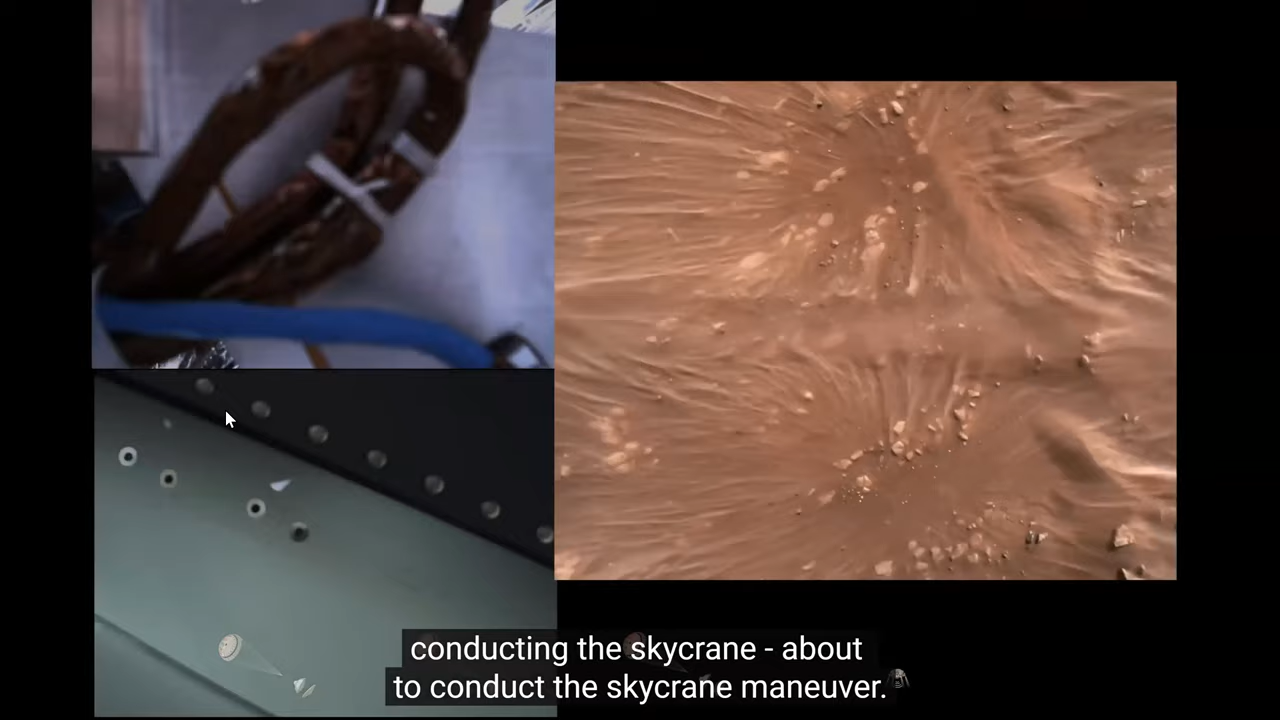 conducting the skycrane - about
to conduct the skycrane maneuver.